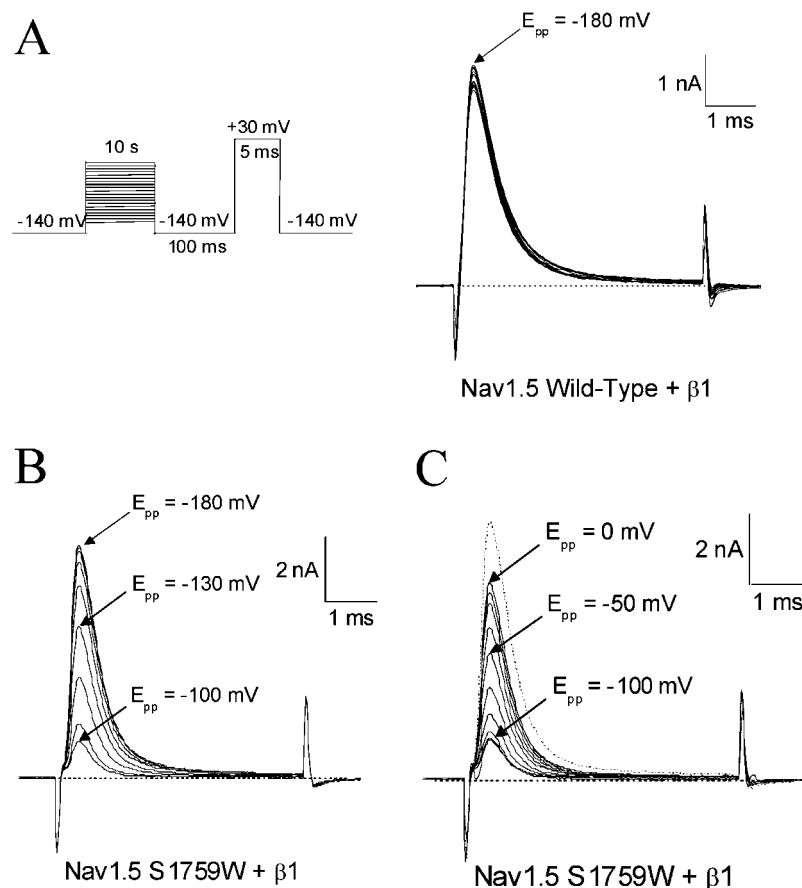 A
E_pp = -180 mV
1 nA
1 ms
10 s
+30 mV
5 ms
-140 mV
-140 mV
-140 mV
100 ms
Nav1.5 Wild-Type + β1
B
E_pp = -180 mV
E_pp = -130 mV
E_pp = -100 mV
2 nA
1 ms
Nav1.5 S1759W + β1
C
E_pp = 0 mV
E_pp = -50 mV
E_pp = -100 mV
2 nA
1 ms
Nav1.5 S1759W + β1